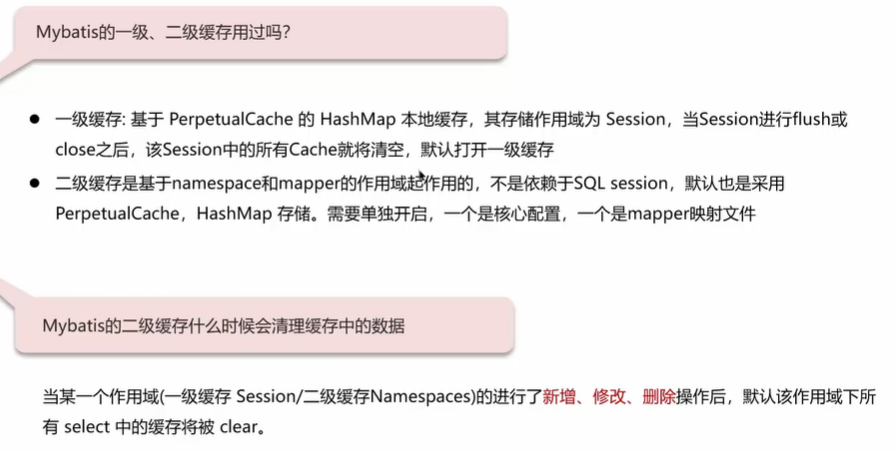 Mybatis的一级、二级缓存用过吗？
● 一级缓存: 基于 PerpetualCache 的 HashMap 本地缓存，其存储作用域为 Session，当Session进行flush或
close之后，该Session中的所有Cache就将清空，默认打开一级缓存
● 二级缓存是基于namespace和mapper的作用域起作用的，不是依赖于SQL session，默认也是采用
PerpetualCache，HashMap 存储。需要单独开启，一个是核心配置，一个是mapper映射文件
Mybatis的二级缓存什么时候会清理缓存中的数据
当某一个作用域(一级缓存 Session/二级缓存Namespaces)的进行了新增、修改、删除操作后，默认该作用域下所
有 select 中的缓存将被 clear。